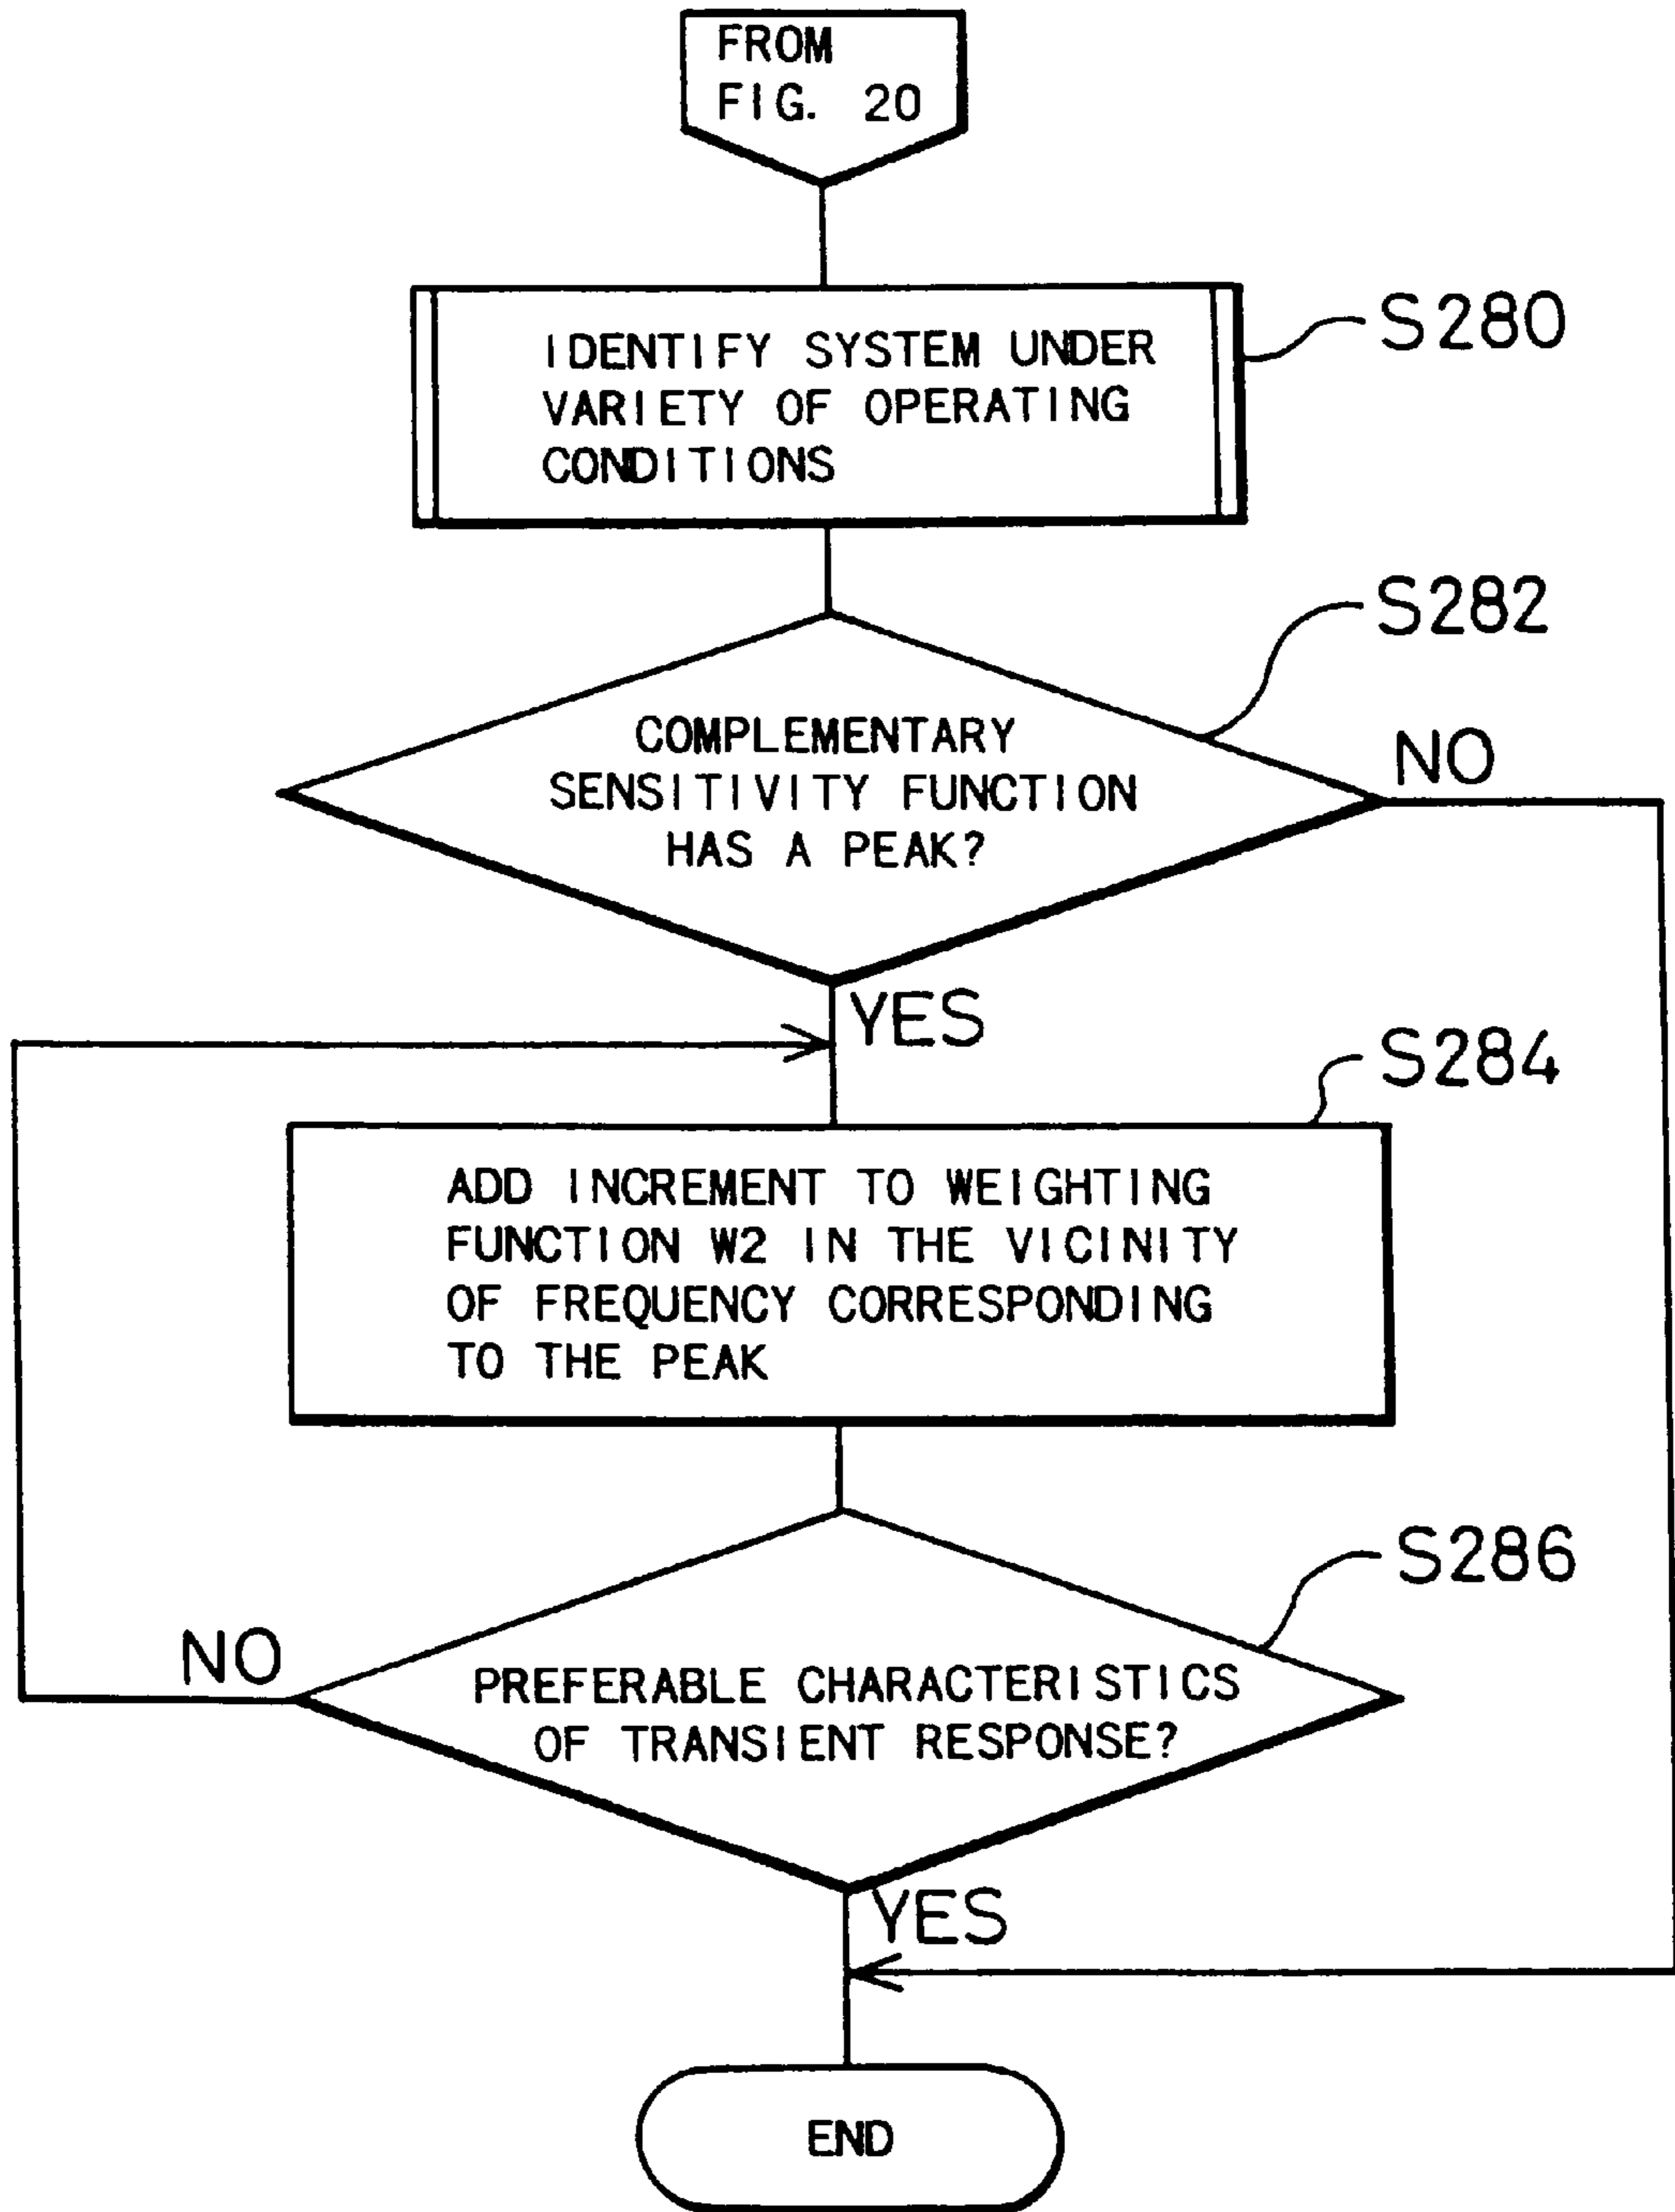 FROM
FIG. 20
IDENTIFY SYSTEM UNDER
VARIETY OF OPERATING
CONDITIONS
S280
S282
COMPLEMENTARY
SENSITIVITY FUNCTION
HAS A PEAK?
NO
YES
S284
ADD INCREMENT TO WEIGHTING
FUNCTION W2 IN THE VICINITY
OF FREQUENCY CORRESPONDING
TO THE PEAK
S286
NO
PREFERABLE CHARACTERISTICS
OF TRANSIENT RESPONSE?
YES
END